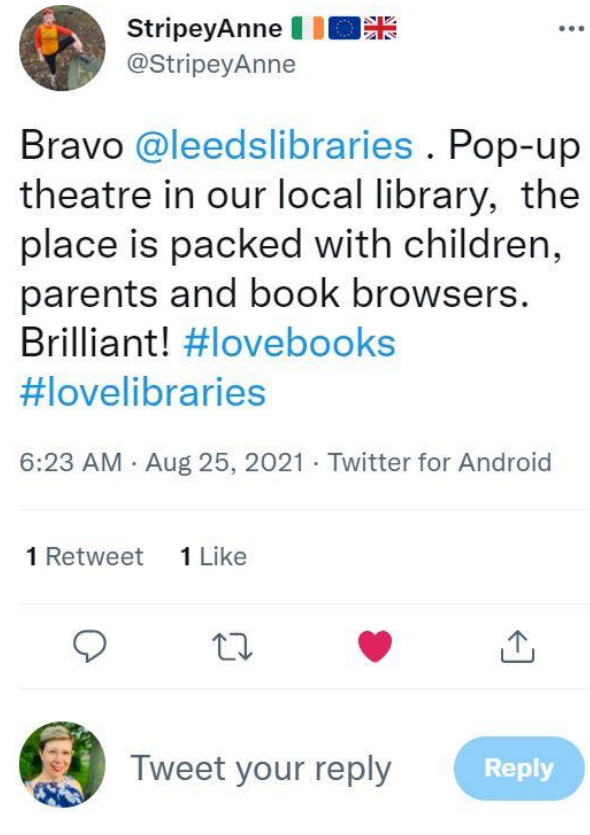 StripeyAnne 🇮🇪🇪🇺🇬🇧
@StripeyAnne
Bravo @leedslibraries . Pop-up
theatre in our local library,  the
place is packed with children,
parents and book browsers.
Brilliant! #lovebooks
#lovelibraries
6:23 AM · Aug 25, 2021 · Twitter for Android
1 Retweet 1 Like
Tweet your reply
Reply